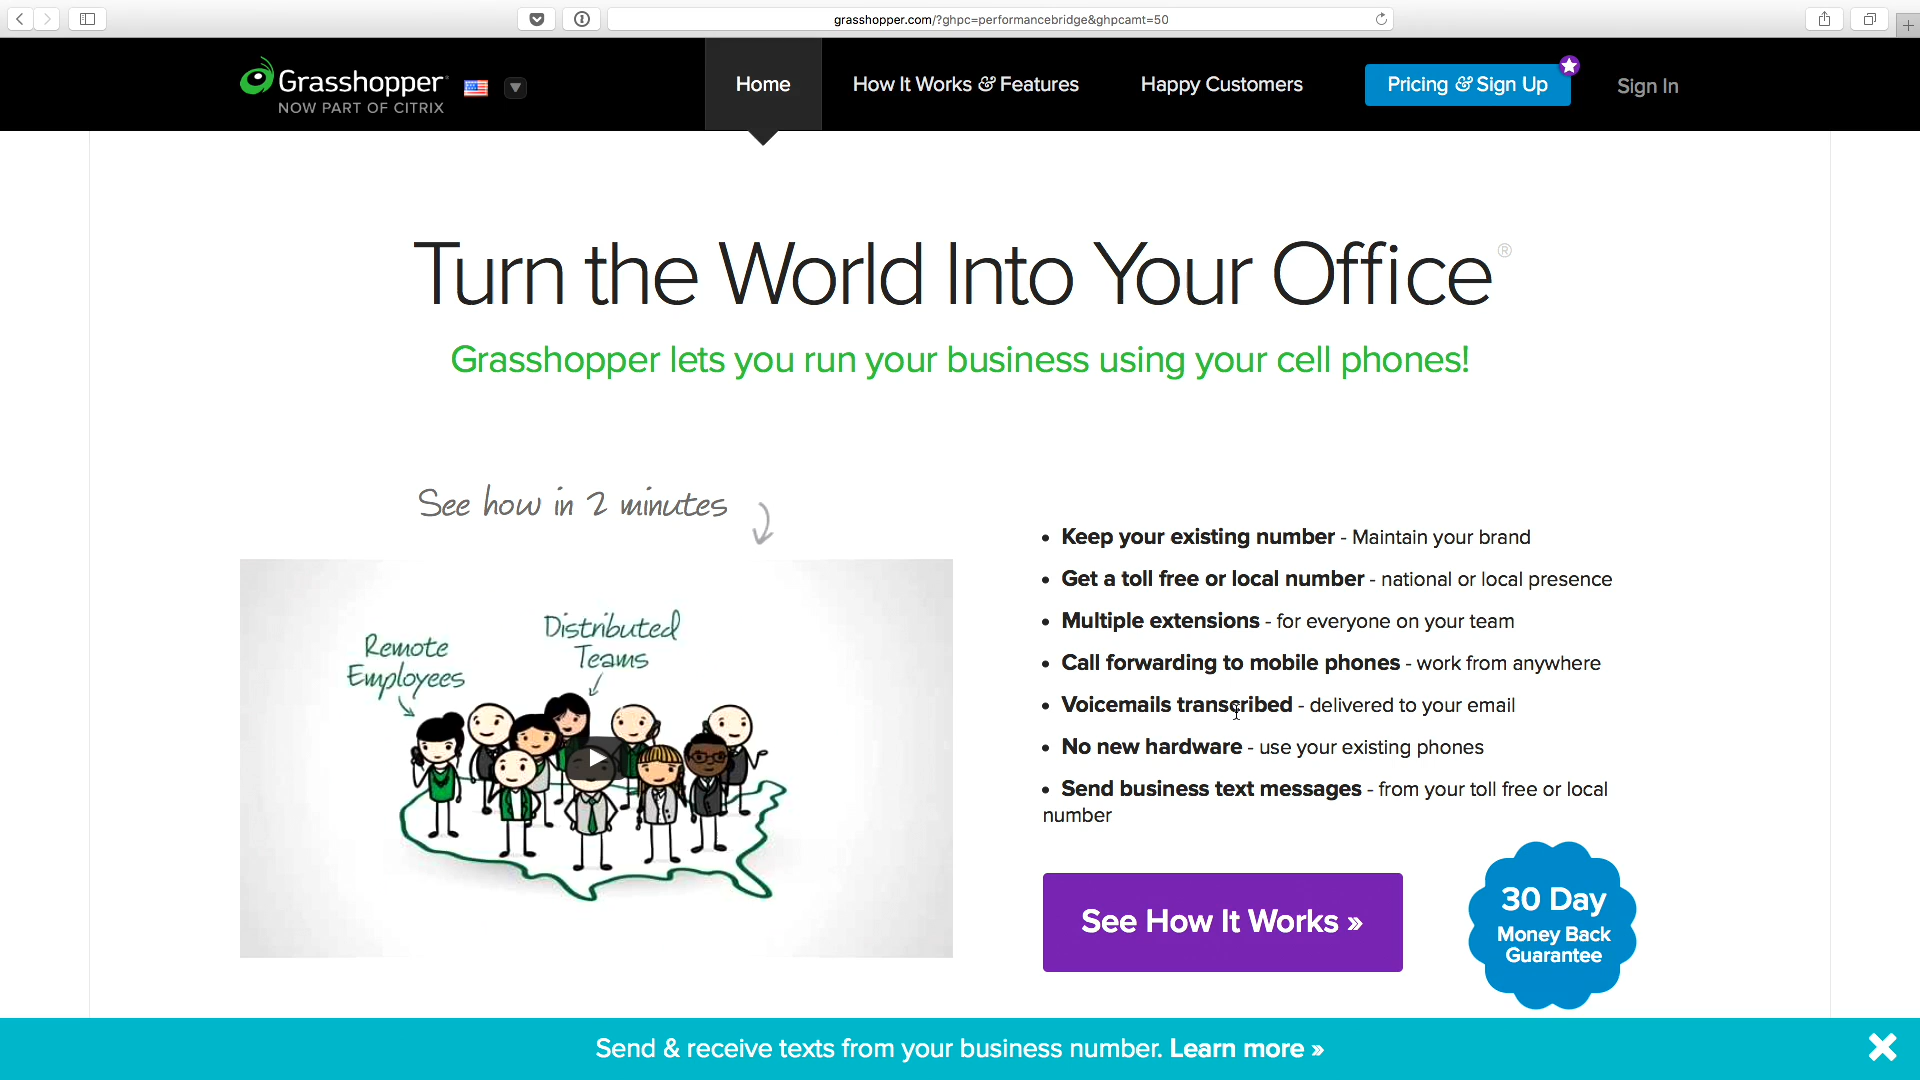 grasshopper.com/?ghpc=performancebridge&ghpcamt=50
Grasshopper
NOW PART OF CITRIX
Home
How It Works & Features
Happy Customers
Pricing & Sign Up
Sign In
Turn the World Into Your Office®
Grasshopper lets you run your business using your cell phones!
See how in 2 minutes
Remote
Employees
Distributed
Teams
• Keep your existing number - Maintain your brand
• Get a toll free or local number - national or local presence
• Multiple extensions - for everyone on your team
• Call forwarding to mobile phones - work from anywhere
• Voicemails transcribed - delivered to your email
• No new hardware - use your existing phones
• Send business text messages - from your toll free or local
number
See How It Works »
30 Day
Money Back
Guarantee
Send & receive texts from your business number. Learn more »